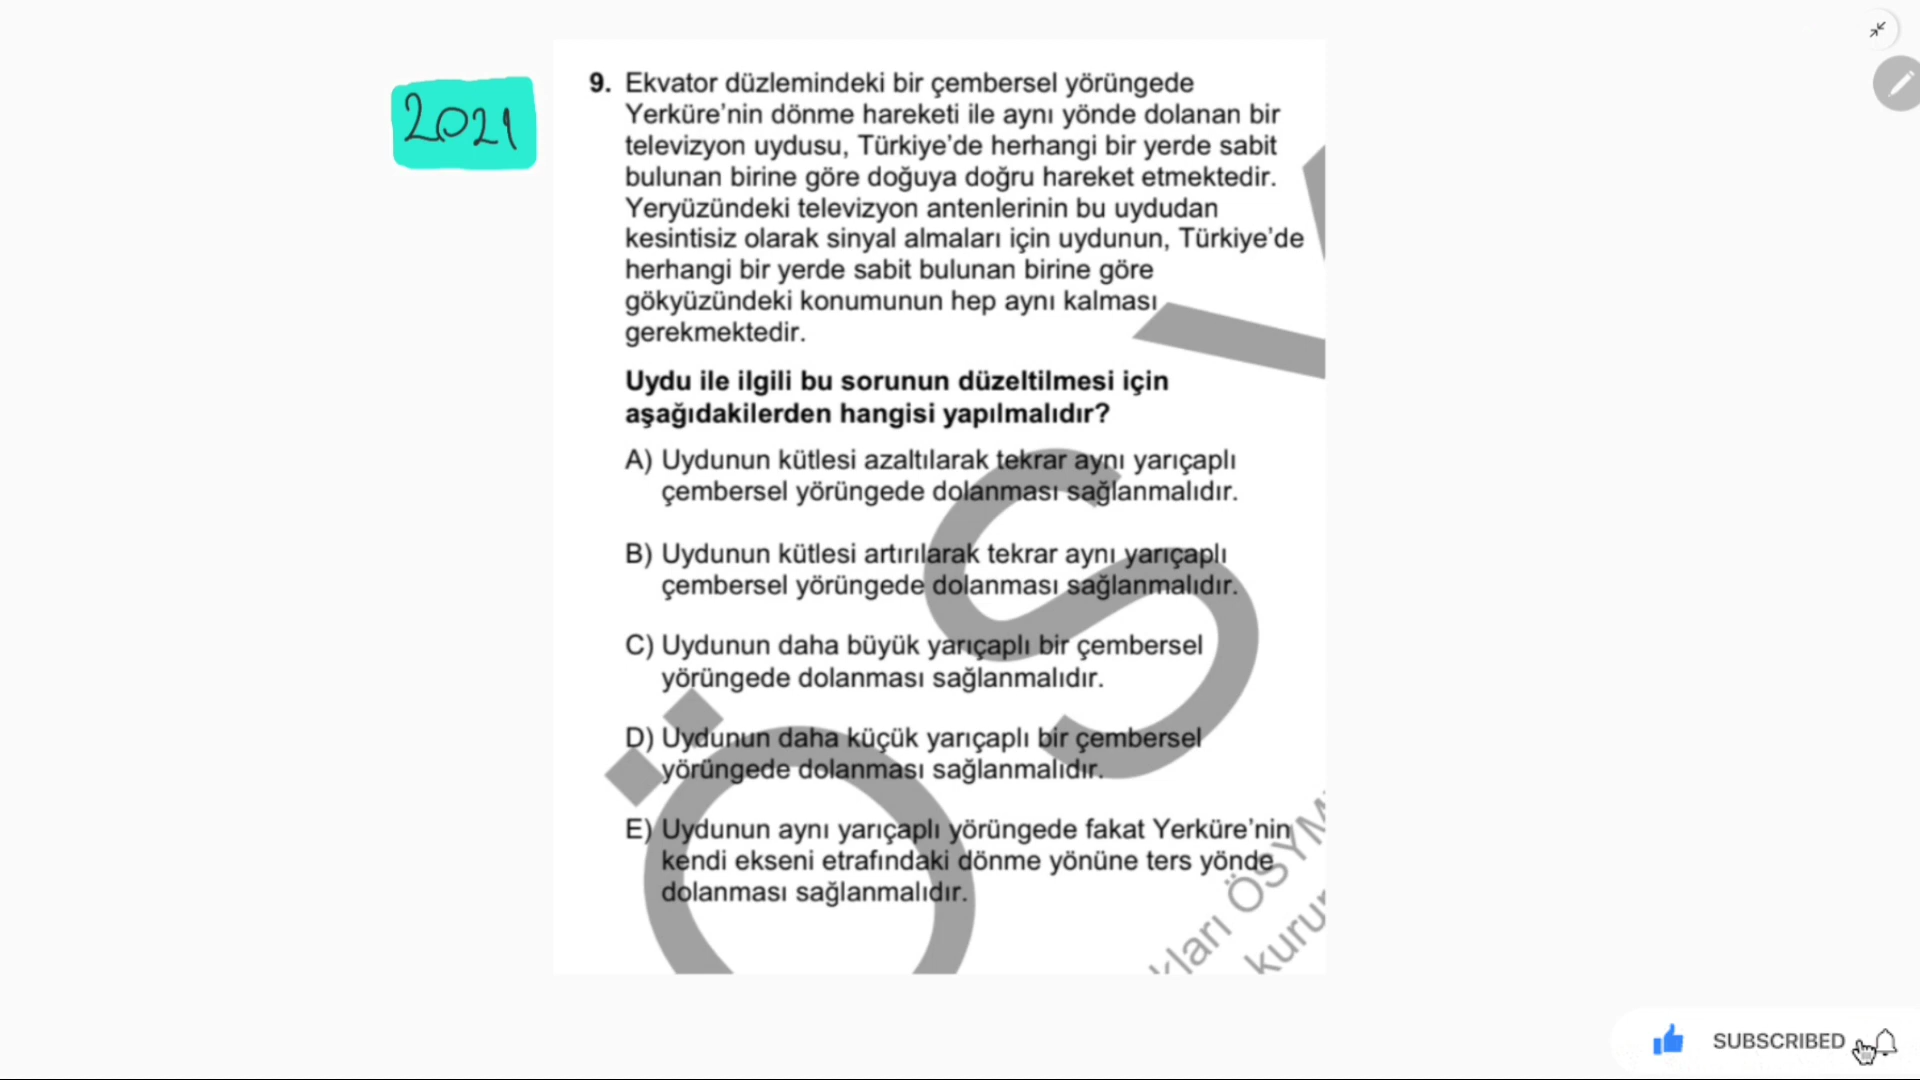 2021
9. Ekvator düzlemindeki bir çembersel yörüngede
Yerküre'nin dönme hareketi ile aynı yönde dolanan bir
televizyon uydusu, Türkiye'de herhangi bir yerde sabit
bulunan birine göre doğuya doğru hareket etmektedir.
Yeryüzündeki televizyon antenlerinin bu uydudan
kesintisiz olarak sinyal almaları için uydunun, Türkiye'de
herhangi bir yerde sabit bulunan birine göre
gökyüzündeki konumunun hep aynı kalması
gerekmektedir.
Uydu ile ilgili bu sorunun düzeltilmesi için
aşağıdakilerden hangisi yapılmalıdır?
A) Uydunun kütlesi azaltılarak tekrar aynı yarıçaplı
çembersel yörüngede dolanması sağlanmalıdır.
B) Uydunun kütlesi artırılarak tekrar aynı yarıçaplı
çembersel yörüngede dolanması sağlanmalıdır.
C) Uydunun daha büyük yarıçaplı bir çembersel
yörüngede dolanması sağlanmalıdır.
D) Uydunun daha küçük yarıçaplı bir çembersel
yörüngede dolanması sağlanmalıdır.
E) Uydunun aynı yarıçaplı yörüngede fakat Yerküre'nin
kendi ekseni etrafındaki dönme yönüne ters yönde
dolanması sağlanmalıdır.
ÖSY
ÖSYM
SUBSCRIBED